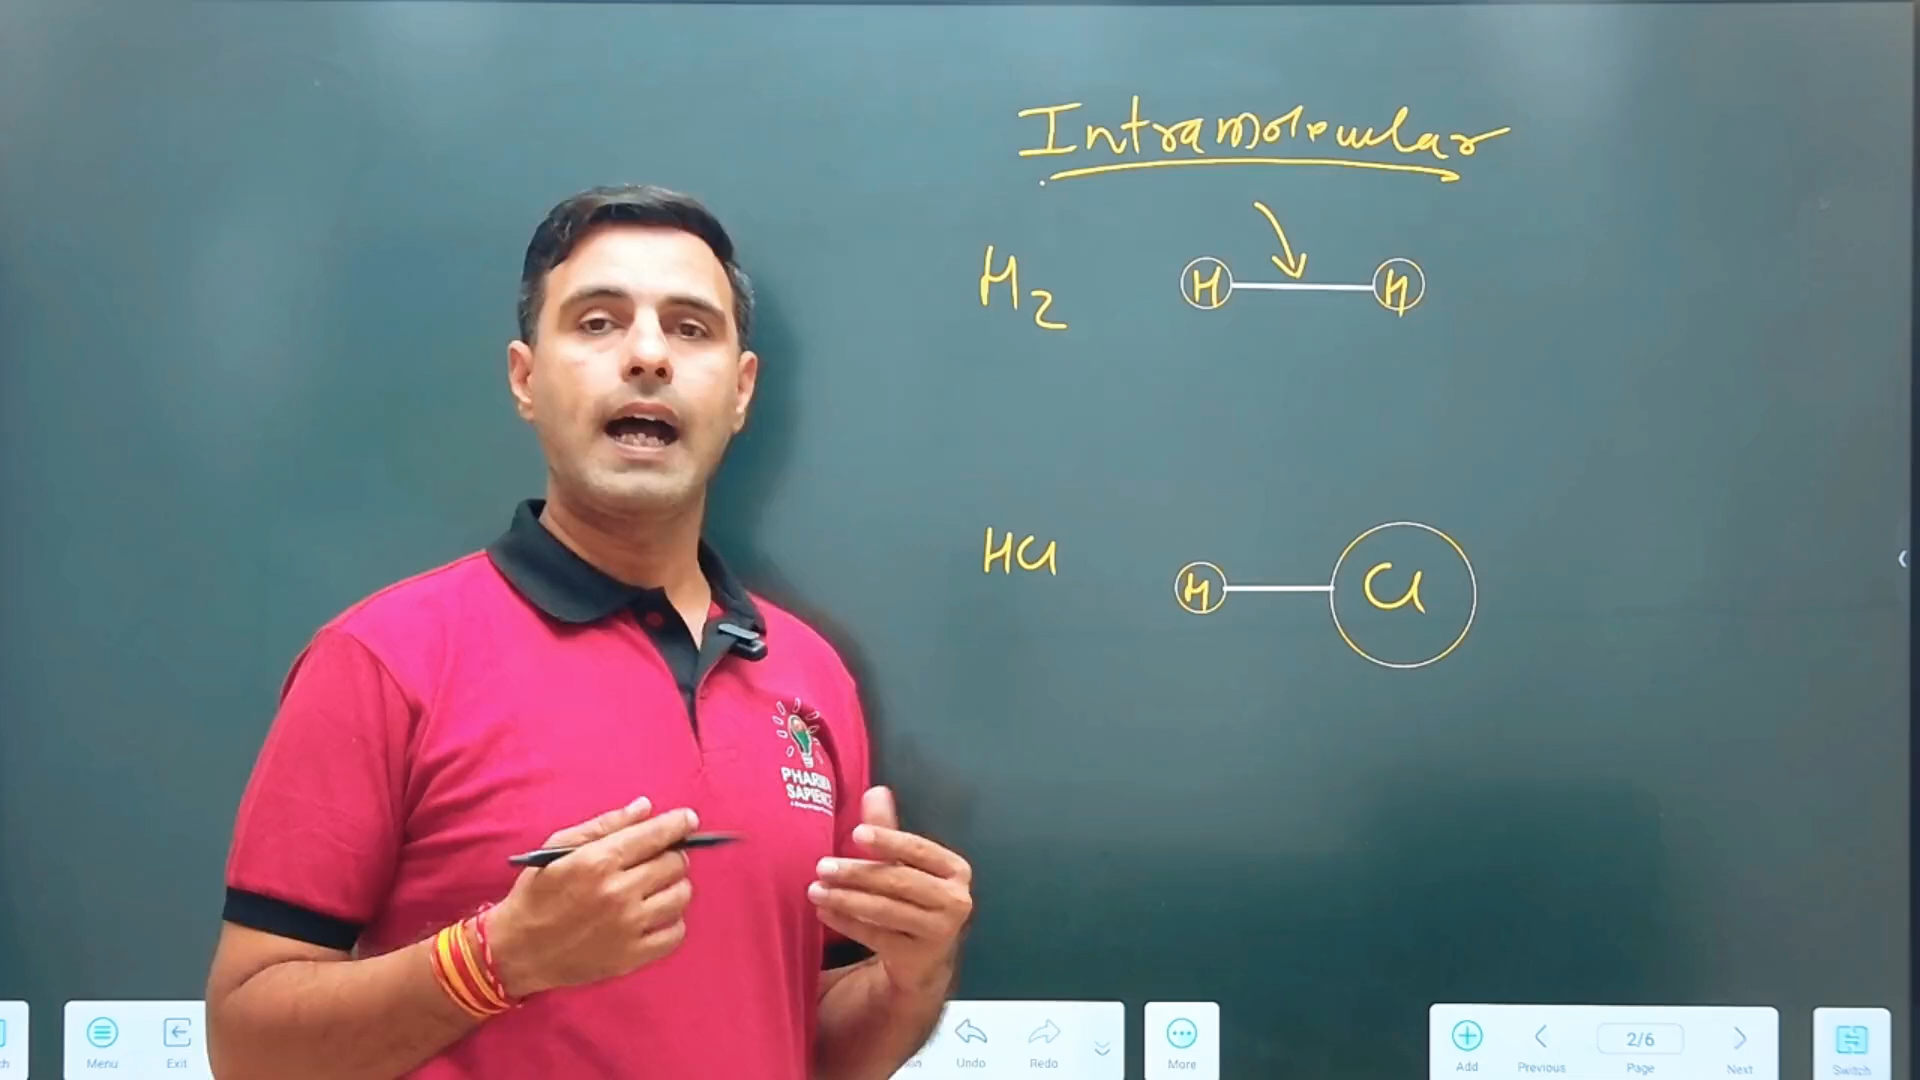 Intramolecular
H2
H
H
HCl
H
Cl
PHARMA
SAPIENCE
Menu
Exit
Undo
Redo
More
Add
Previous
2/6
Page
Next
Switch